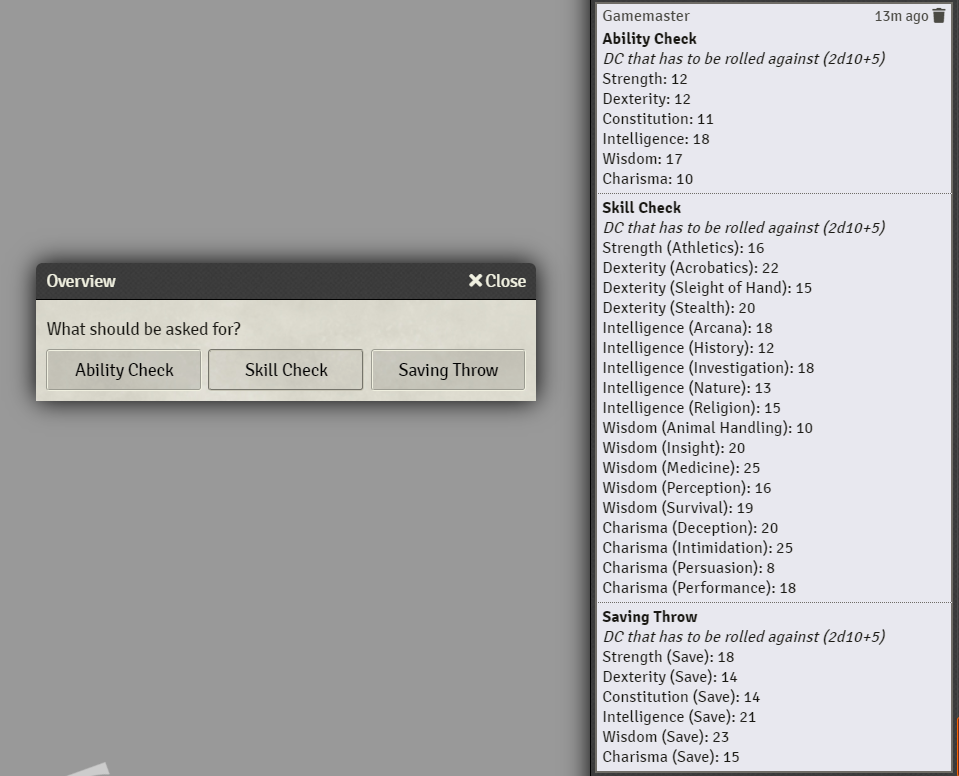 Overview
Close
What should be asked for?
Ability Check
Skill Check
Saving Throw
Gamemaster
13m ago
Ability Check
DC that has to be rolled against (2d10+5)
Strength: 12
Dexterity: 12
Constitution: 11
Intelligence: 18
Wisdom: 17
Charisma: 10
Skill Check
DC that has to be rolled against (2d10+5)
Strength (Athletics): 16
Dexterity (Acrobatics): 22
Dexterity (Sleight of Hand): 15
Dexterity (Stealth): 20
Intelligence (Arcana): 18
Intelligence (History): 12
Intelligence (Investigation): 18
Intelligence (Nature): 13
Intelligence (Religion): 15
Wisdom (Animal Handling): 10
Wisdom (Insight): 20
Wisdom (Medicine): 25
Wisdom (Perception): 16
Wisdom (Survival): 19
Charisma (Deception): 20
Charisma (Intimidation): 25
Charisma (Persuasion): 8
Charisma (Performance): 18
Saving Throw
DC that has to be rolled against (2d10+5)
Strength (Save): 18
Dexterity (Save): 14
Constitution (Save): 14
Intelligence (Save): 21
Wisdom (Save): 23
Charisma (Save): 15